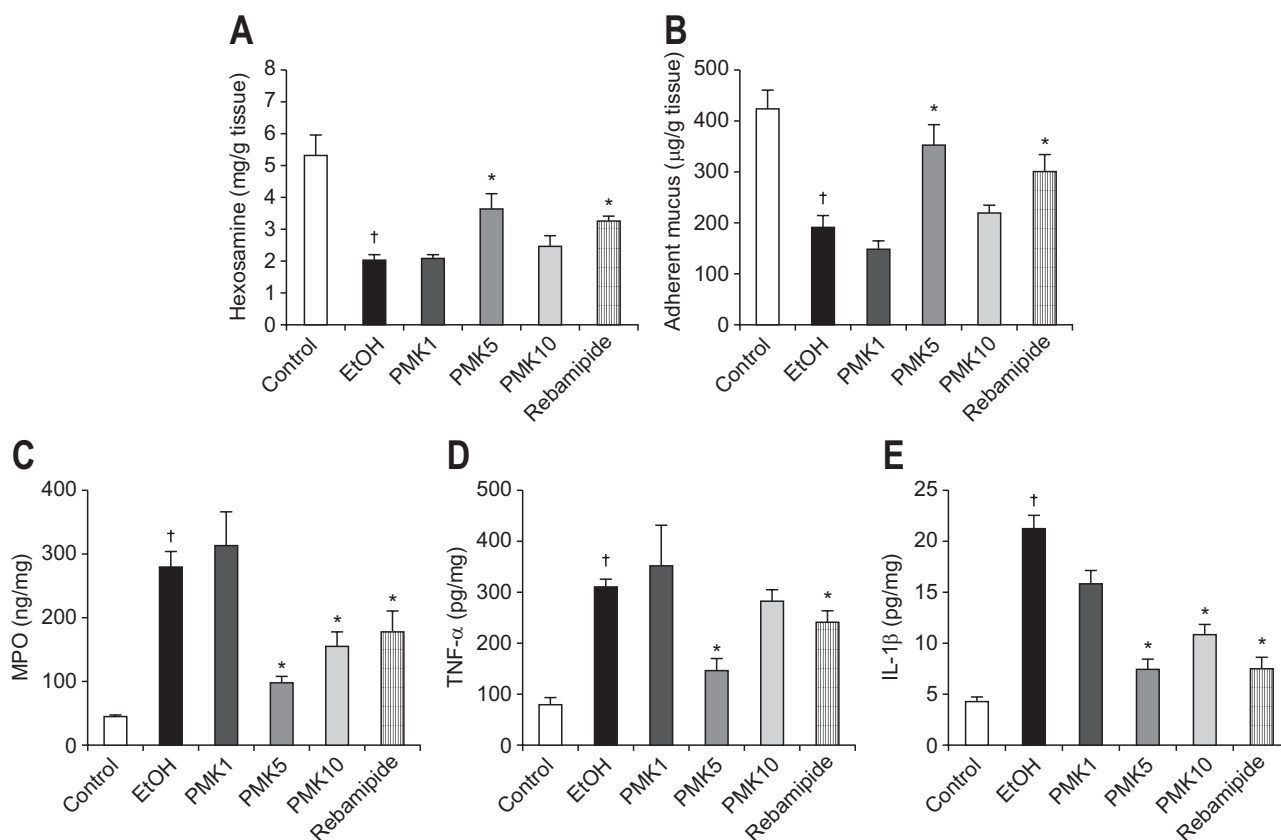 A
Hexosamine (mg/g tissue)
8
7
6
5
4
3
2
1
0
†
*
*
Control
EtOH
PMK1
PMK5
PMK10
Rebamipide
B
Adherent mucus (μg/g tissue)
500
400
300
200
100
0
†
*
*
Control
EtOH
PMK1
PMK5
PMK10
Rebamipide
C
MPO (ng/mg)
400
300
200
100
0
†
*
*
*
Control
EtOH
PMK1
PMK5
PMK10
Rebamipide
D
TNF-α (pg/mg)
500
400
300
200
100
0
†
*
*
Control
EtOH
PMK1
PMK5
PMK10
Rebamipide
E
IL-1β (pg/mg)
25
20
15
10
5
0
†
*
*
*
Control
EtOH
PMK1
PMK5
PMK10
Rebamipide